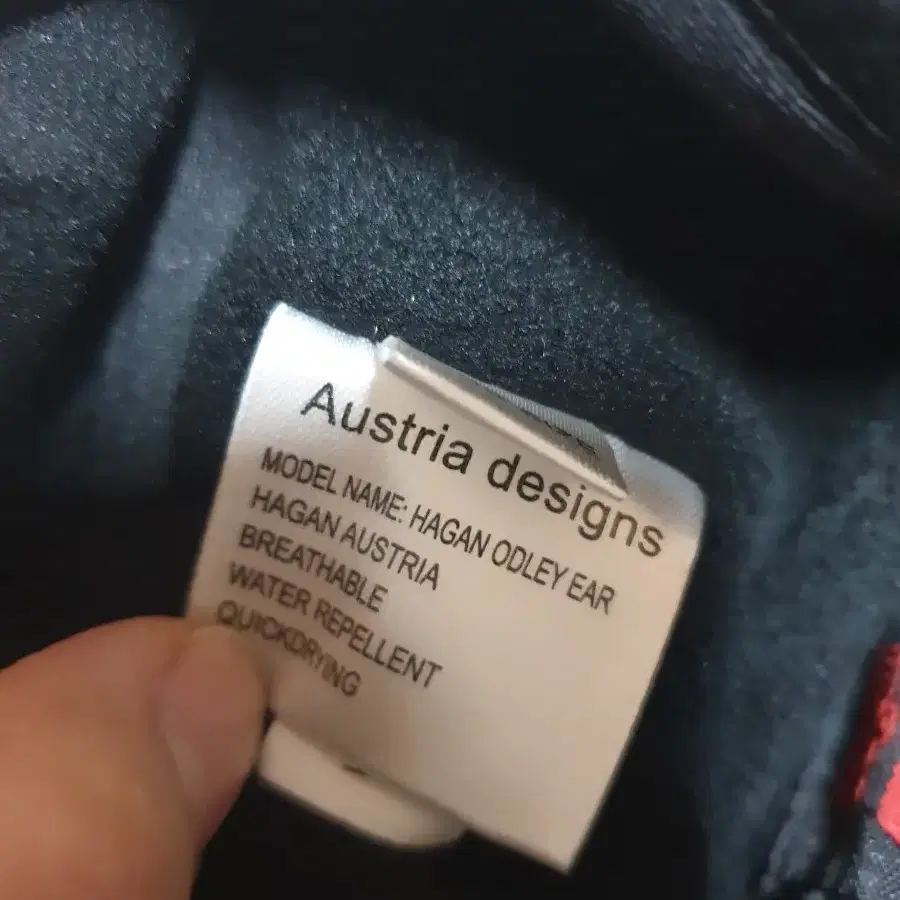 Austria designs
MODEL NAME: HAGAN ODLEY EAR
HAGAN AUSTRIA
BREATHABLE
WATER REPELLENT
QUICKDRYING